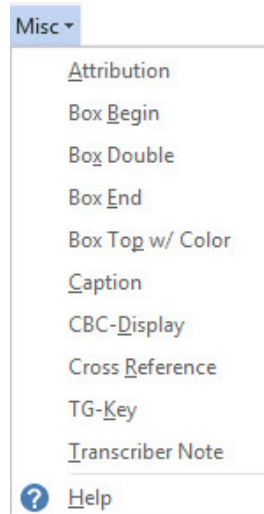 Misc
Attribution
Box Begin
Box Double
Box End
Box Top w/ Color
Caption
CBC-Display
Cross Reference
TG-Key
Transcriber Note
? Help